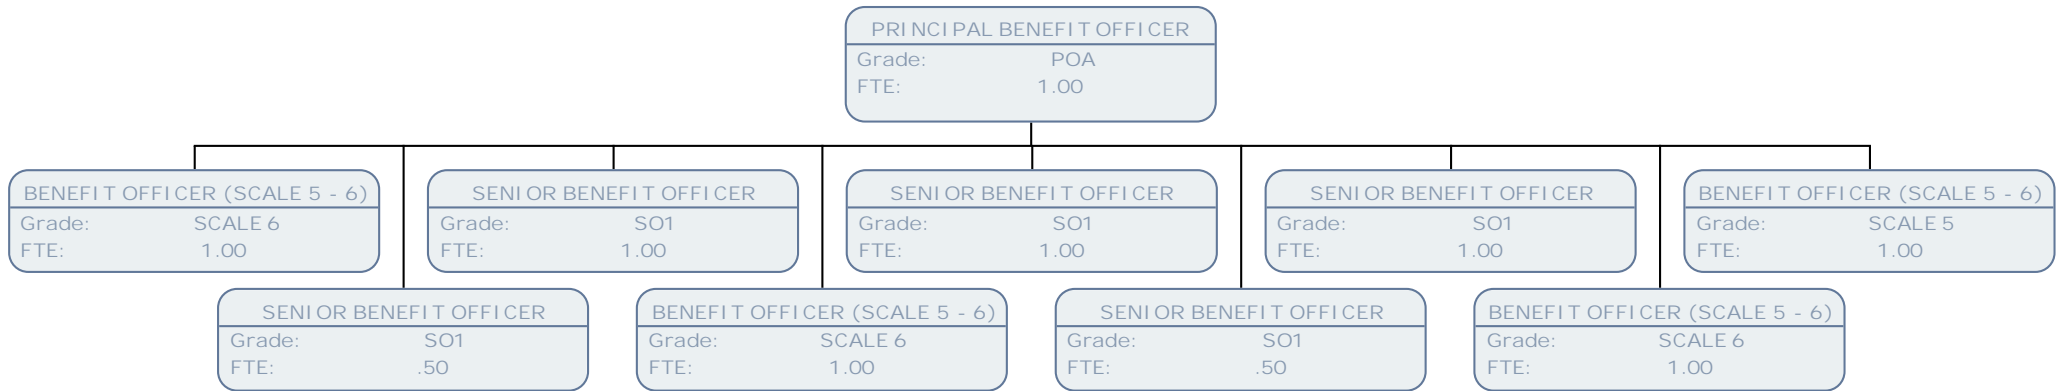 PRINCIPAL BENEFIT OFFICER
Grade: POA
FTE: 1.00
BENEFIT OFFICER (SCALE 5 - 6)
Grade: SCALE 6
FTE: 1.00
SENIOR BENEFIT OFFICER
Grade: SO1
FTE: 1.00
SENIOR BENEFIT OFFICER
Grade: SO1
FTE: 1.00
SENIOR BENEFIT OFFICER
Grade: SO1
FTE: 1.00
BENEFIT OFFICER (SCALE 5 - 6)
Grade: SCALE 5
FTE: 1.00
SENIOR BENEFIT OFFICER
Grade: SO1
FTE: .50
BENEFIT OFFICER (SCALE 5 - 6)
Grade: SCALE 6
FTE: 1.00
SENIOR BENEFIT OFFICER
Grade: SO1
FTE: .50
BENEFIT OFFICER (SCALE 5 - 6)
Grade: SCALE 6
FTE: 1.00